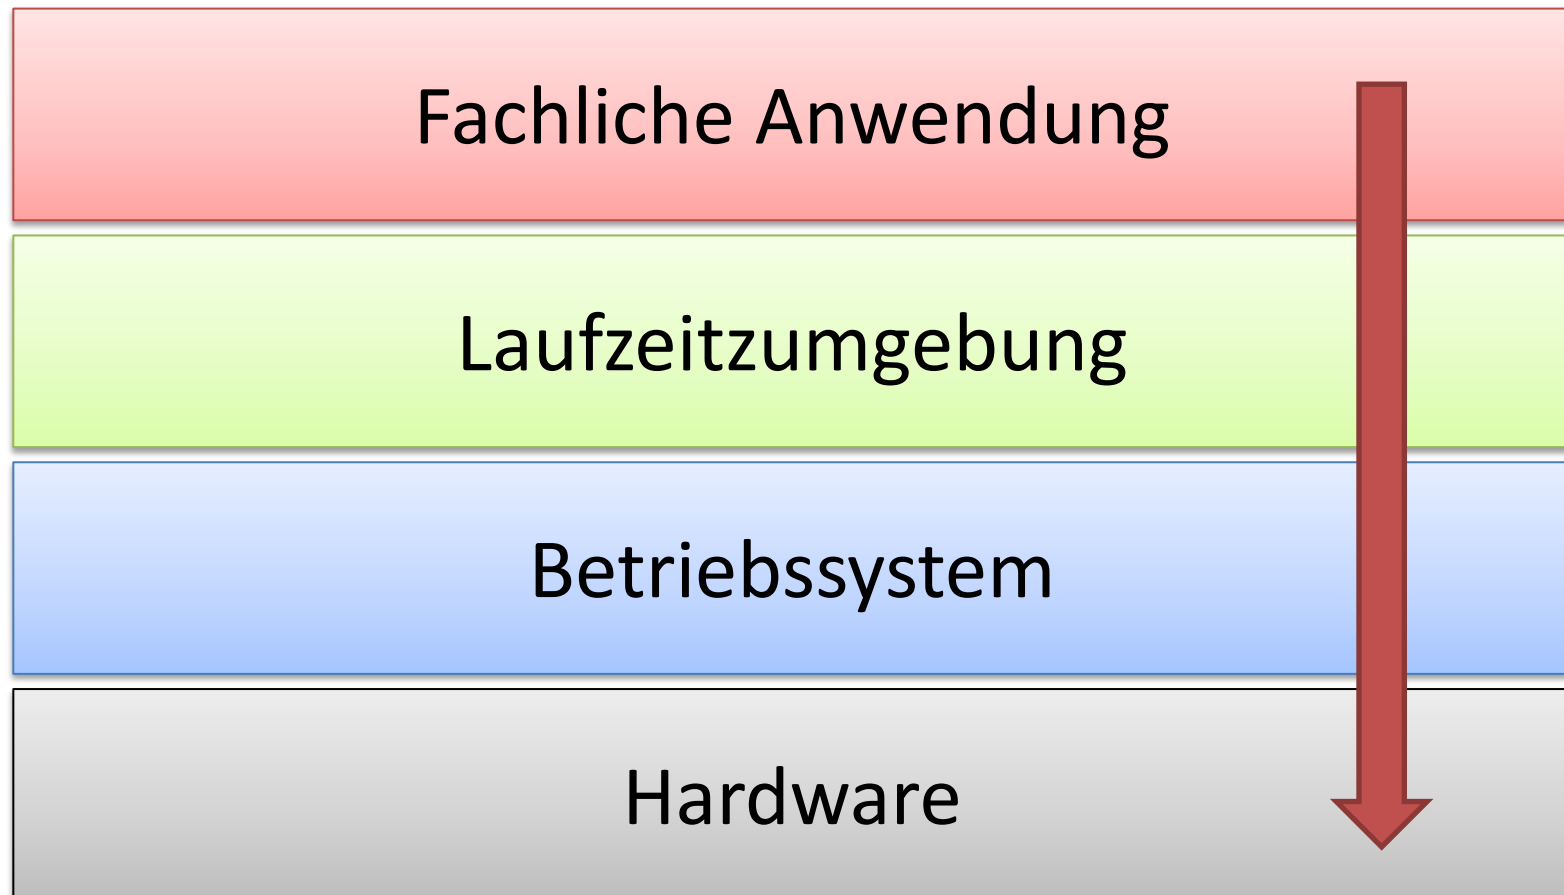 Fachliche Anwendung
Laufzeitzumgebung
Betriebssystem
Hardware